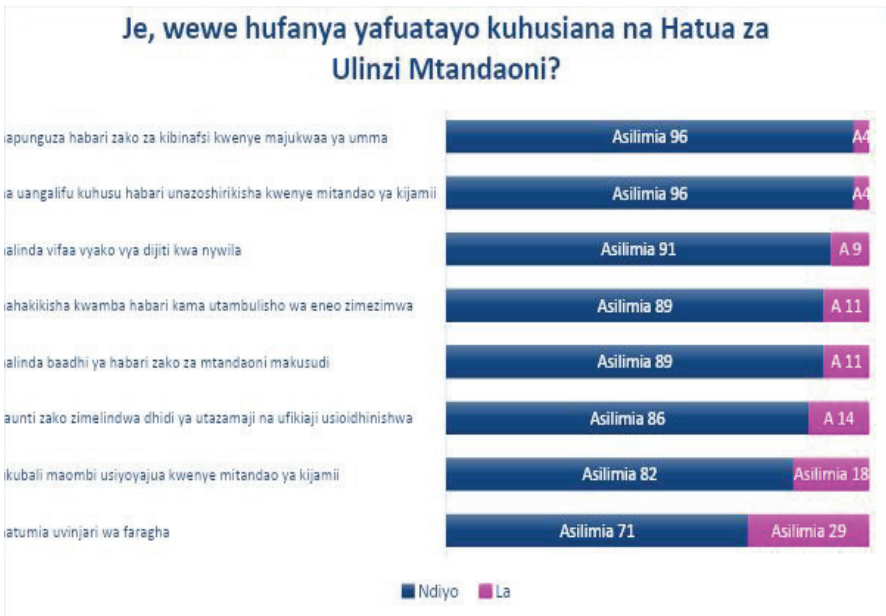 Je, wewe hufanya yafuatayo kuhusiana na Hatua za
Ulinzi Mtandaoni?
apunguza habari zako za kibinafsi kwenye majukwaa ya umma
Asilimia 96
A4
a uangalifu kuhusu habari unazoshirikisha kwenye mitandao ya kijamii
Asilimia 96
A4
alinda vifaa vyako vya dijiti kwa nywila
Asilimia 91
A 9
ahakikisha kwamba habari kama utambulisho wa eneo zimezimwa
Asilimia 89
A 11
alinda baadhi ya habari zako za mtandaoni makusudi
Asilimia 89
A 11
aunti zako zimelindwa dhidi ya utazamaji na ufikiaji usioidhinishwa
Asilimia 86
A 14
kubali maombi usiyoyajua kwenye mitandao ya kijamii
Asilimia 82
Asilimia 18
atumia uvinjari wa faragha
Asilimia 71
Asilimia 29
Ndiyo
La